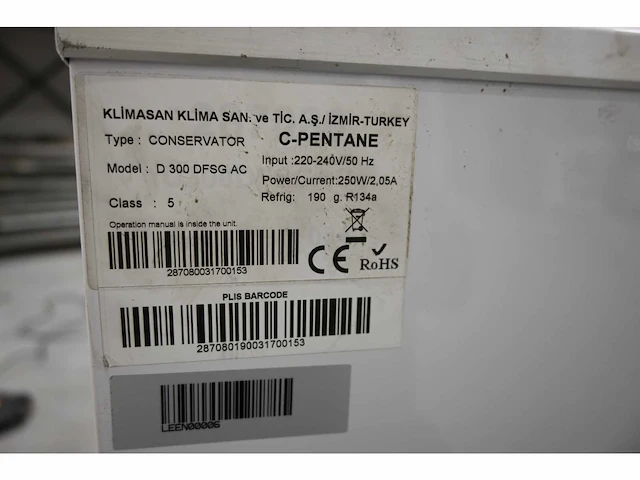 KLİMASAN KLİMA SAN. ve TİC. A.Ş./ İZMİR-TURKEY
Type : CONSERVATOR
C-PENTANE
Model : D 300 DFSG AC
Input :220-240V/50 Hz
Power/Current:250W/2,05A
Class : 5
Refrig: 190 g. R134a
Operation manual is inside the unit.
287080031700153
CE RoHS
PLIS BARCODE
287080190031700153
LEEN00006